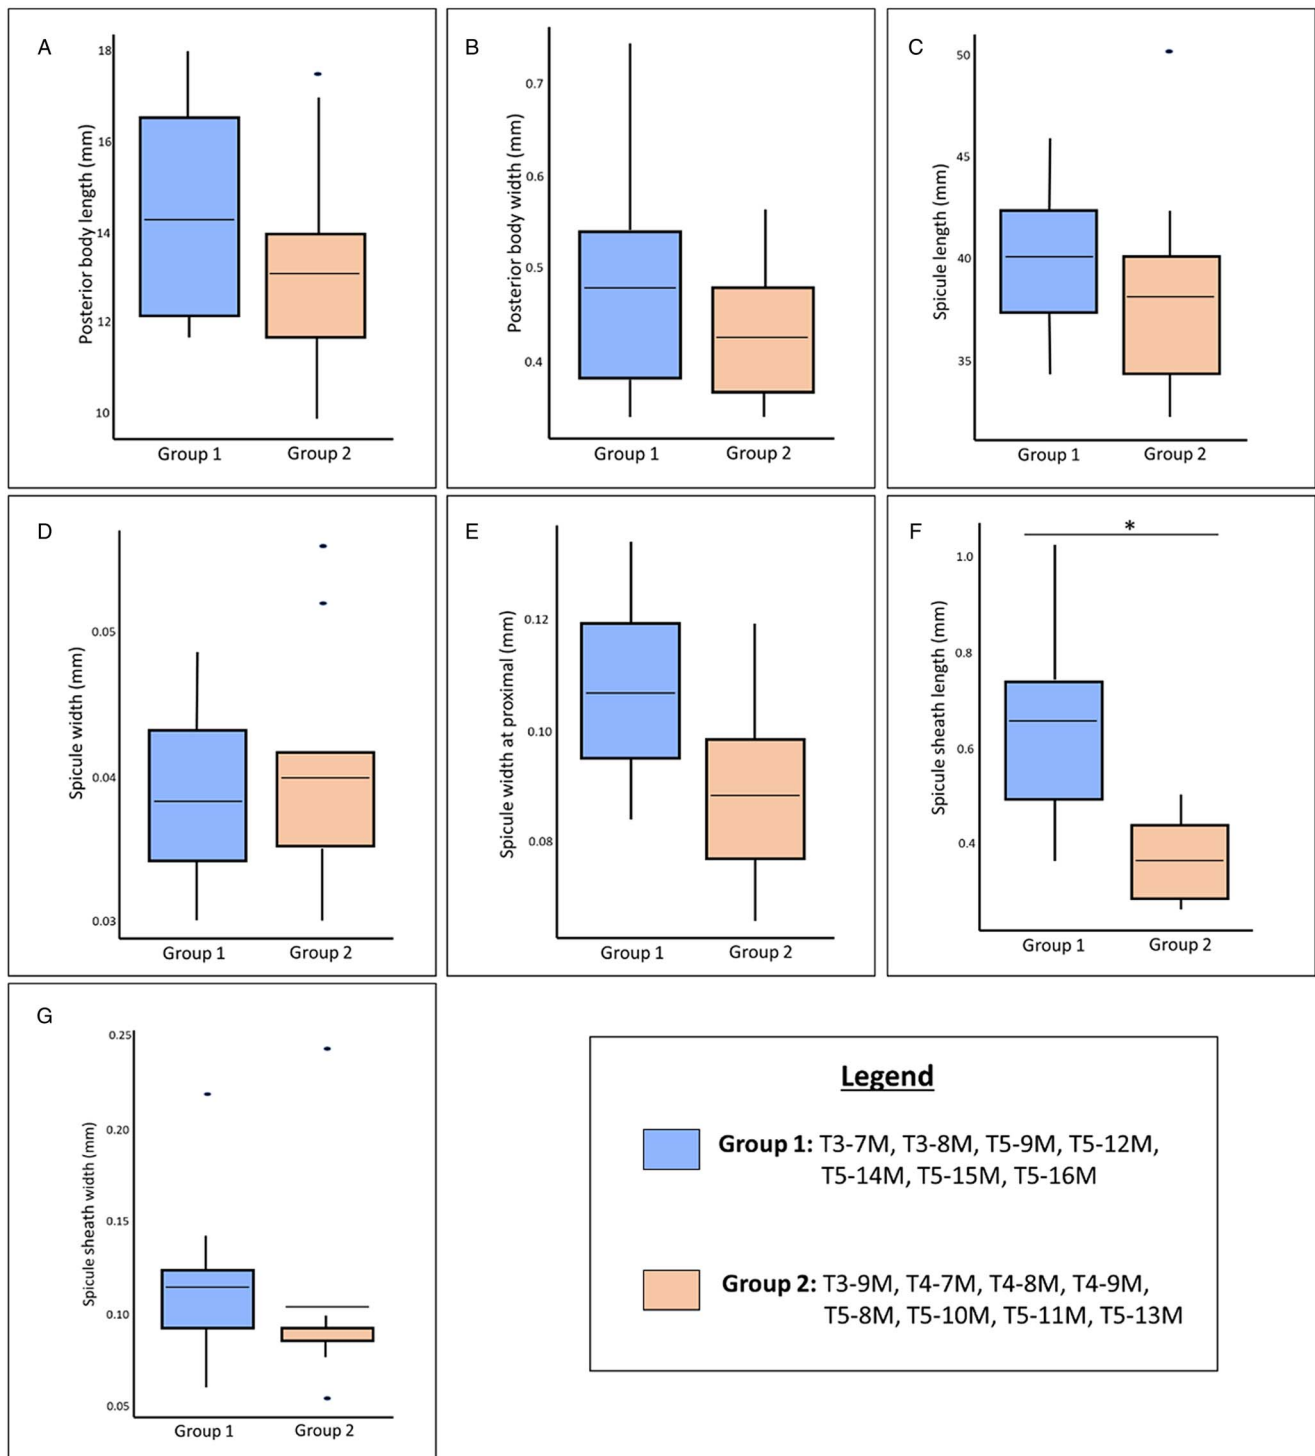 A
Posterior body length (mm)
18
16
14
12
10
Group 1 Group 2
B
Posterior body width (mm)
0.7
0.6
0.5
0.4
Group 1 Group 2
C
Spicule length (mm)
50
45
40
35
Group 1 Group 2
D
Spicule width (mm)
0.05
0.04
0.03
Group 1 Group 2
E
Spicule width at proximal (mm)
0.12
0.10
0.08
Group 1 Group 2
F
*
Spicule sheath length (mm)
1.0
0.8
0.6
0.4
Group 1 Group 2
G
Spicule sheath width (mm)
0.25
0.20
0.15
0.10
0.05
Group 1 Group 2
Legend
Group 1: T3-7M, T3-8M, T5-9M, T5-12M,
T5-14M, T5-15M, T5-16M
Group 2: T3-9M, T4-7M, T4-8M, T4-9M,
T5-8M, T5-10M, T5-11M, T5-13M